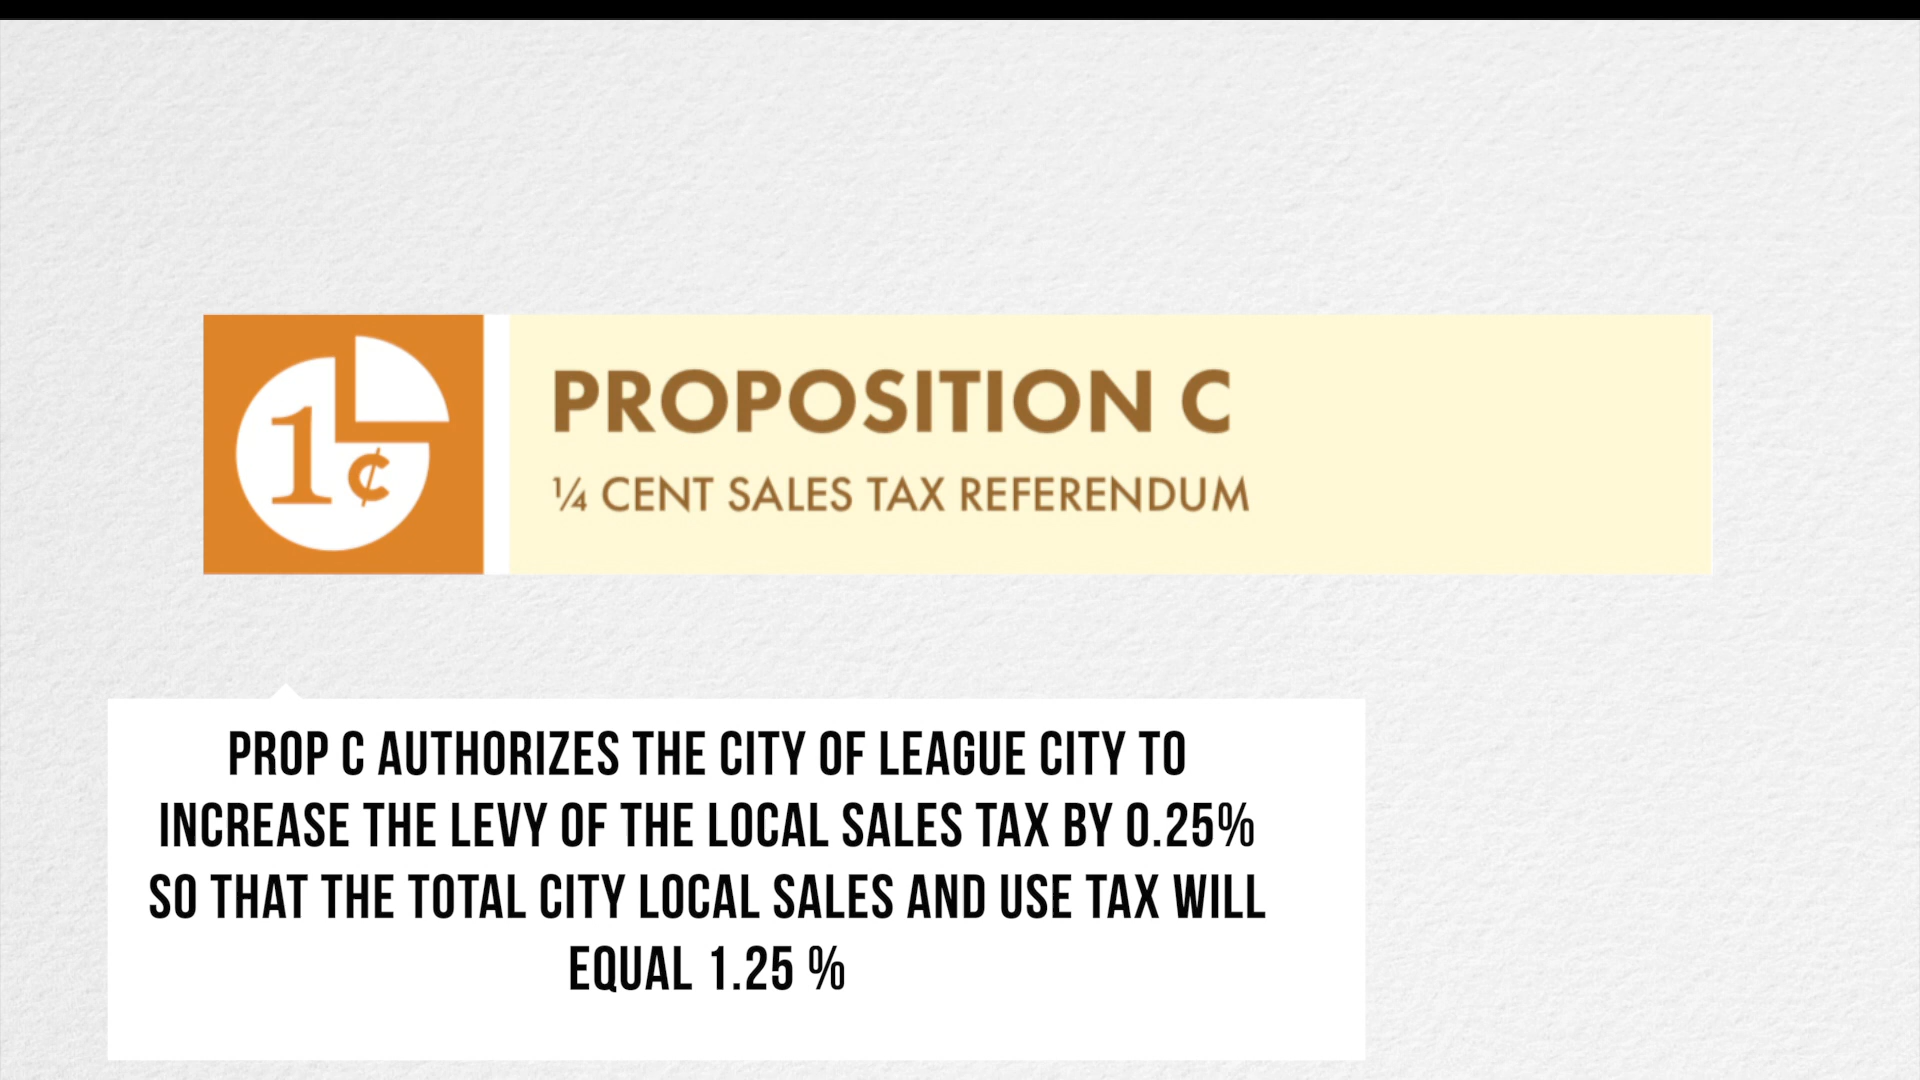 1¢
PROPOSITION C
¼ CENT SALES TAX REFERENDUM
PROP C AUTHORIZES THE CITY OF LEAGUE CITY TO
INCREASE THE LEVY OF THE LOCAL SALES TAX BY 0.25%
SO THAT THE TOTAL CITY LOCAL SALES AND USE TAX WILL
EQUAL 1.25 %